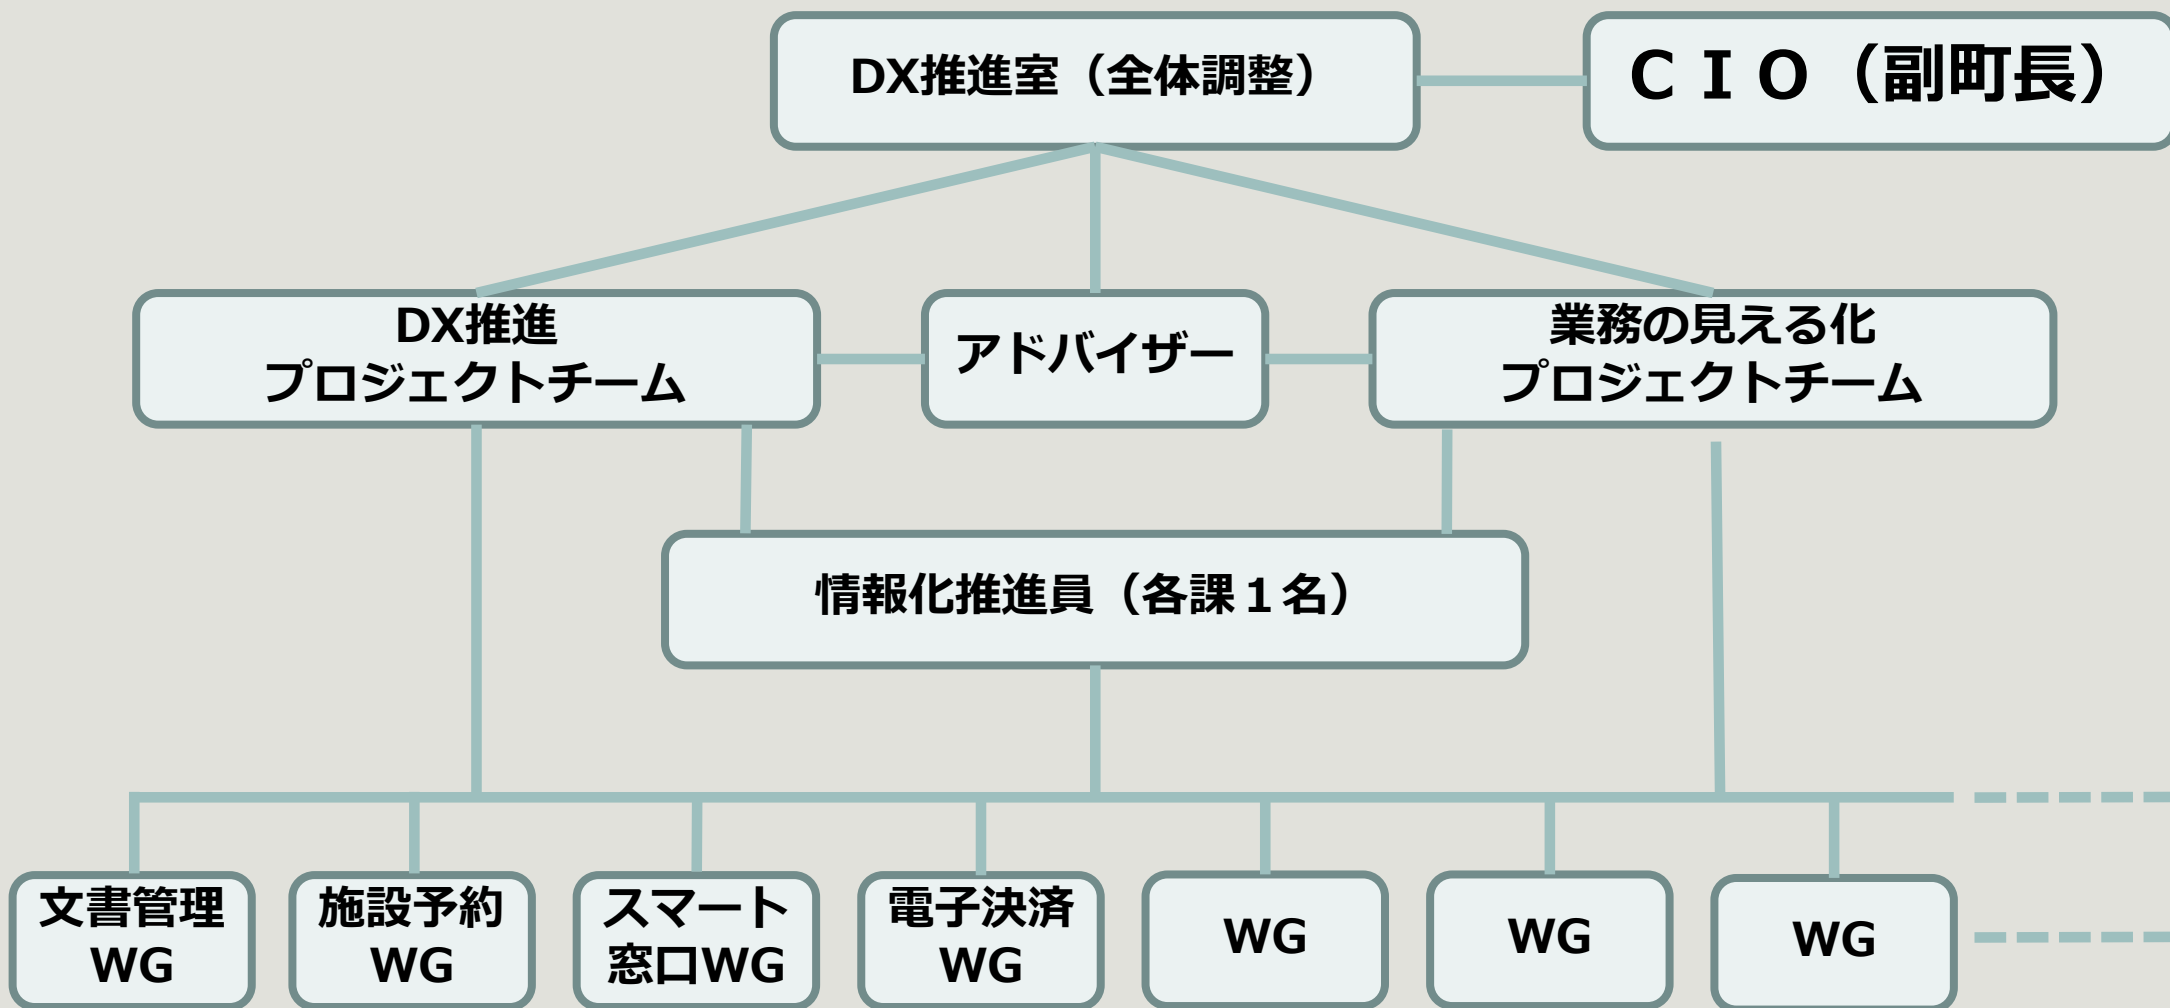 DX推進室（全体調整）
ＣＩＯ（副町長）
DX推進
プロジェクトチーム
アドバイザー
業務の見える化
プロジェクトチーム
情報化推進員（各課１名）
文書管理
WG
施設予約
WG
スマート
窓口WG
電子決済
WG
WG
WG
WG